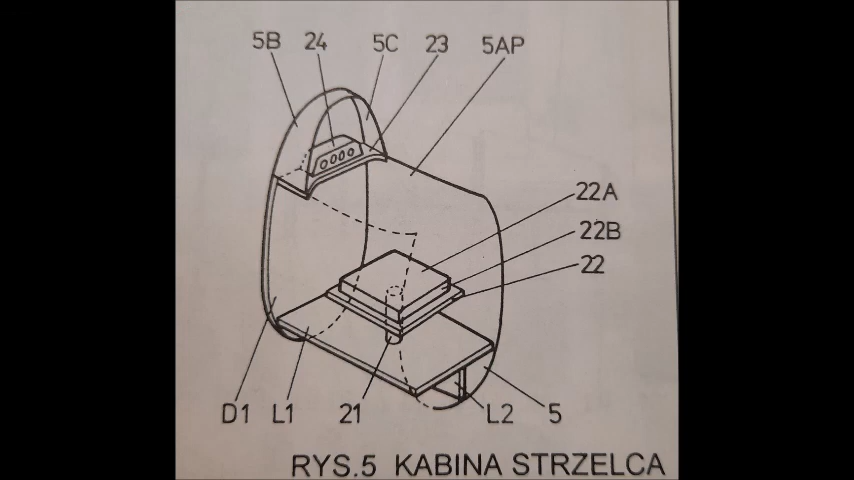 5B 24 5C 23 5AP
22A
22B
22
D1 L1 21 L2 5
RYS.5 KABINA STRZELCA